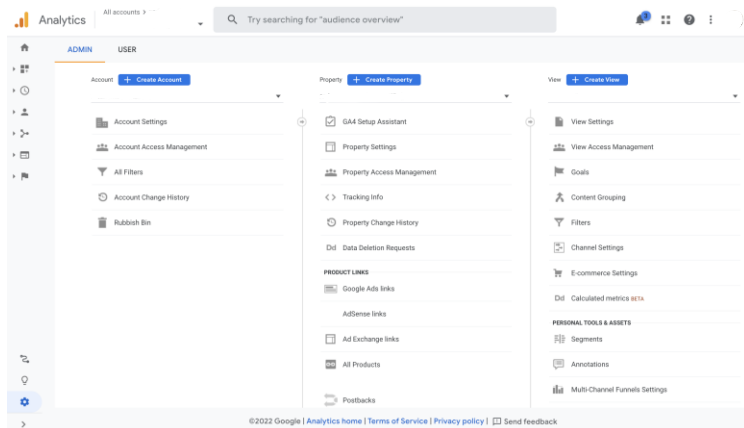 Analytics
All accounts >
Try searching for "audience overview"
ADMIN
USER
Account
+ Create Account
Account Settings
Account Access Management
All Filters
Account Change History
Rubbish Bin
Property
+ Create Property
GA4 Setup Assistant
Property Settings
Property Access Management
< > Tracking Info
Property Change History
Dd Data Deletion Requests
PRODUCT LINKS
Google Ads links
AdSense links
Ad Exchange links
All Products
Postbacks
View
+ Create View
View Settings
View Access Management
Goals
Content Grouping
Filters
Channel Settings
E-commerce Settings
Dd Calculated metrics BETA
PERSONAL TOOLS & ASSETS
Segments
Annotations
Multi-Channel Funnels Settings
©2022 Google | Analytics home | Terms of Service | Privacy policy | Send feedback